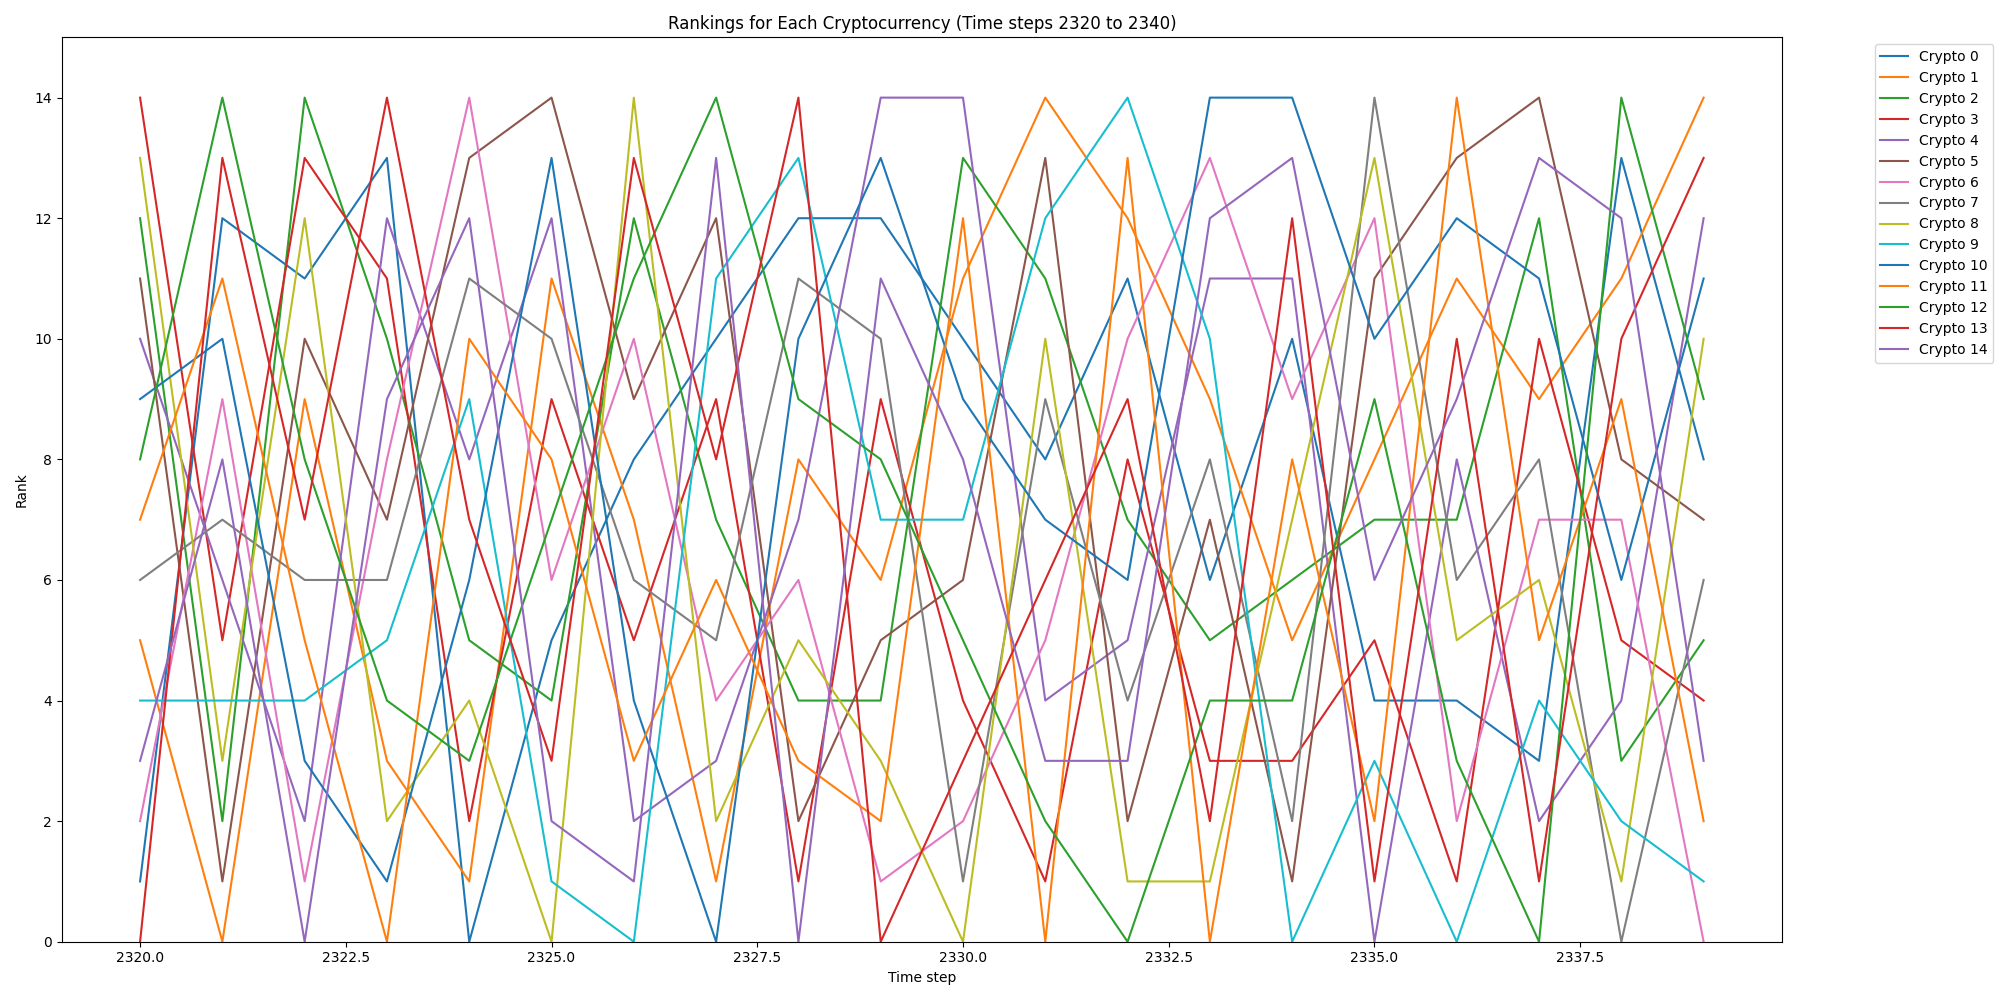 Rankings for Each Cryptocurrency (Time steps 2320 to 2340)
Rank
14
12
10
8
6
4
2
0
2320.0 2322.5 2325.0 2327.5 2330.0 2332.5 2335.0 2337.5
Time step
Crypto 0
Crypto 1
Crypto 2
Crypto 3
Crypto 4
Crypto 5
Crypto 6
Crypto 7
Crypto 8
Crypto 9
Crypto 10
Crypto 11
Crypto 12
Crypto 13
Crypto 14